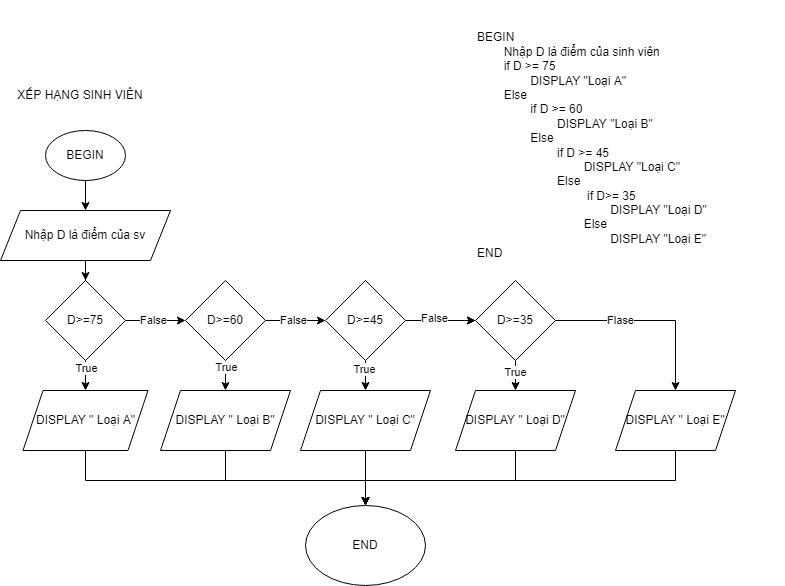 BEGIN
Nhập D là điểm của sinh viên
if D >= 75
DISPLAY "Loại A"
Else
if D >= 60
DISPLAY "Loại B"
Else
if D >= 45
DISPLAY "Loại C"
Else
if D>= 35
DISPLAY "Loại D"
Else
DISPLAY "Loại E"
END
XẾP HẠNG SINH VIÊN
BEGIN
Nhập D là điểm của sv
D>=75
False
D>=60
False
D>=45
False
D>=35
Flase
True
True
True
True
DISPLAY " Loại A"
DISPLAY " Loại B"
DISPLAY " Loại C"
DISPLAY " Loại D"
DISPLAY " Loại E"
END